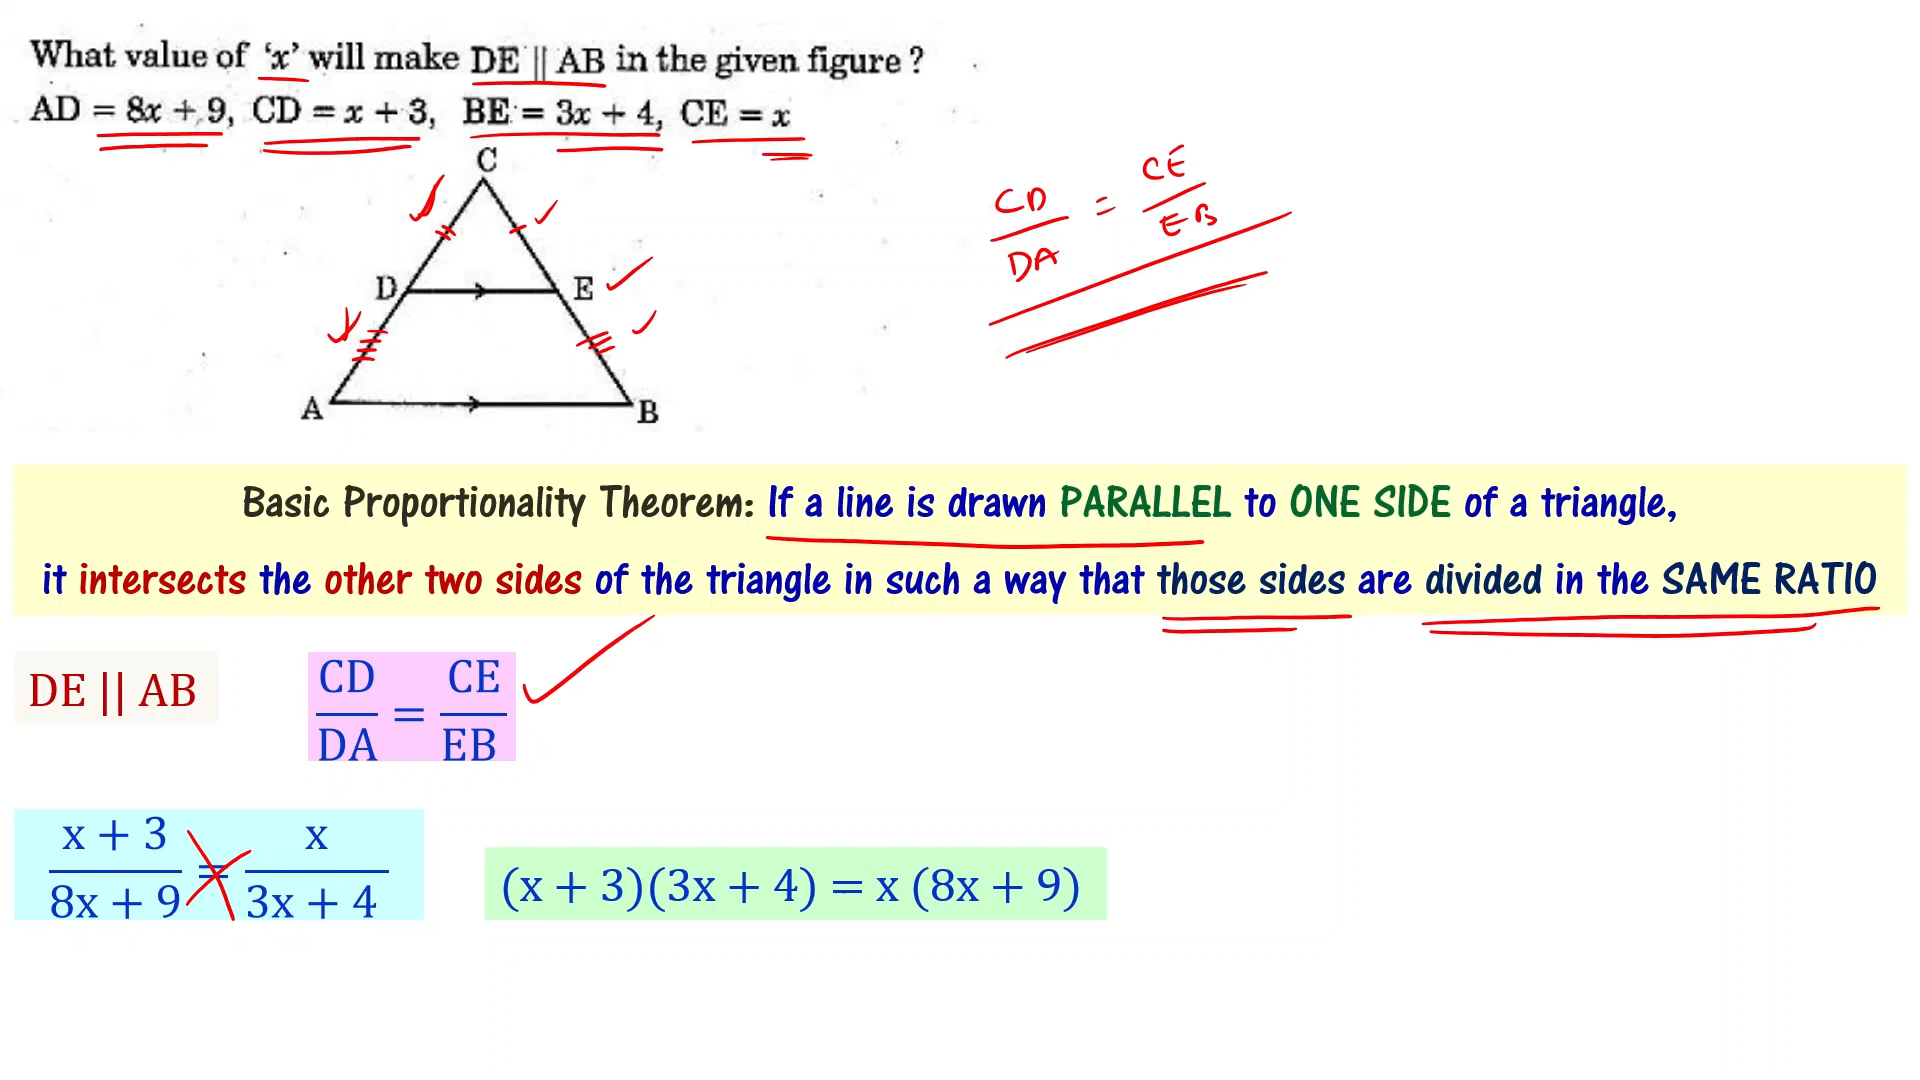 What value of ‘x’ will make DE || AB in the given figure ?
AD = 8x + 9, CD = x + 3, BE = 3x + 4, CE = x
C
D
E
A
B
CD/DA = CE/EB
Basic Proportionality Theorem: If a line is drawn PARALLEL to ONE SIDE of a triangle,
it intersects the other two sides of the triangle in such a way that those sides are divided in the SAME RATIO
DE || AB
CD/DA = CE/EB
x + 3/8x + 9 = x/3x + 4
(x + 3)(3x + 4) = x (8x + 9)